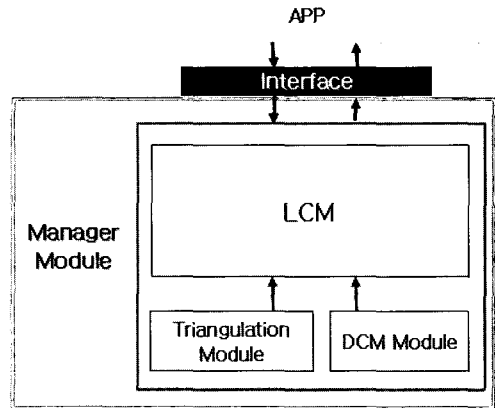 APP
Interface
LCM
Manager
Module
Triangulation
Module
DCM Module